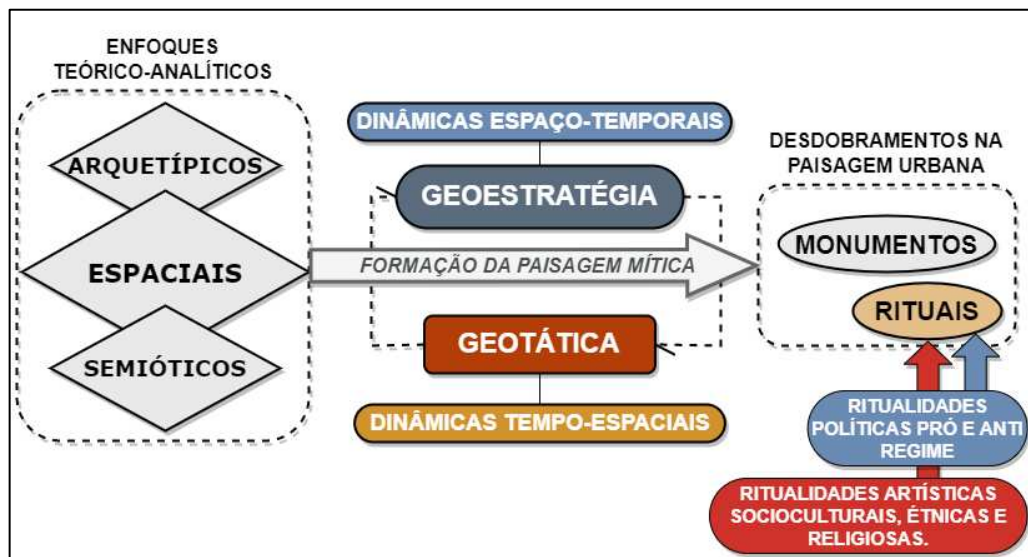 ENFOQUES
TEÓRICO-ANALÍTICOS
ARQUETÍPICOS
ESPACIAIS
SEMIÓTICOS
DINÂMICAS ESPAÇO-TEMPORAIS
GEOESTRATÉGIA
FORMAÇÃO DA PAISAGEM MÍTICA
GEOTÁTICA
DINÂMICAS TEMPO-ESPACIAIS
DESDOBRAMENTOS NA
PAISAGEM URBANA
MONUMENTOS
RITUAIS
RITUALIDADES
POLÍTICAS PRÓ E ANTI
REGIME
RITUALIDADES ARTÍSTICAS
SOCIOCULTURAIS, ÉTNICAS E
RELIGIOSAS.